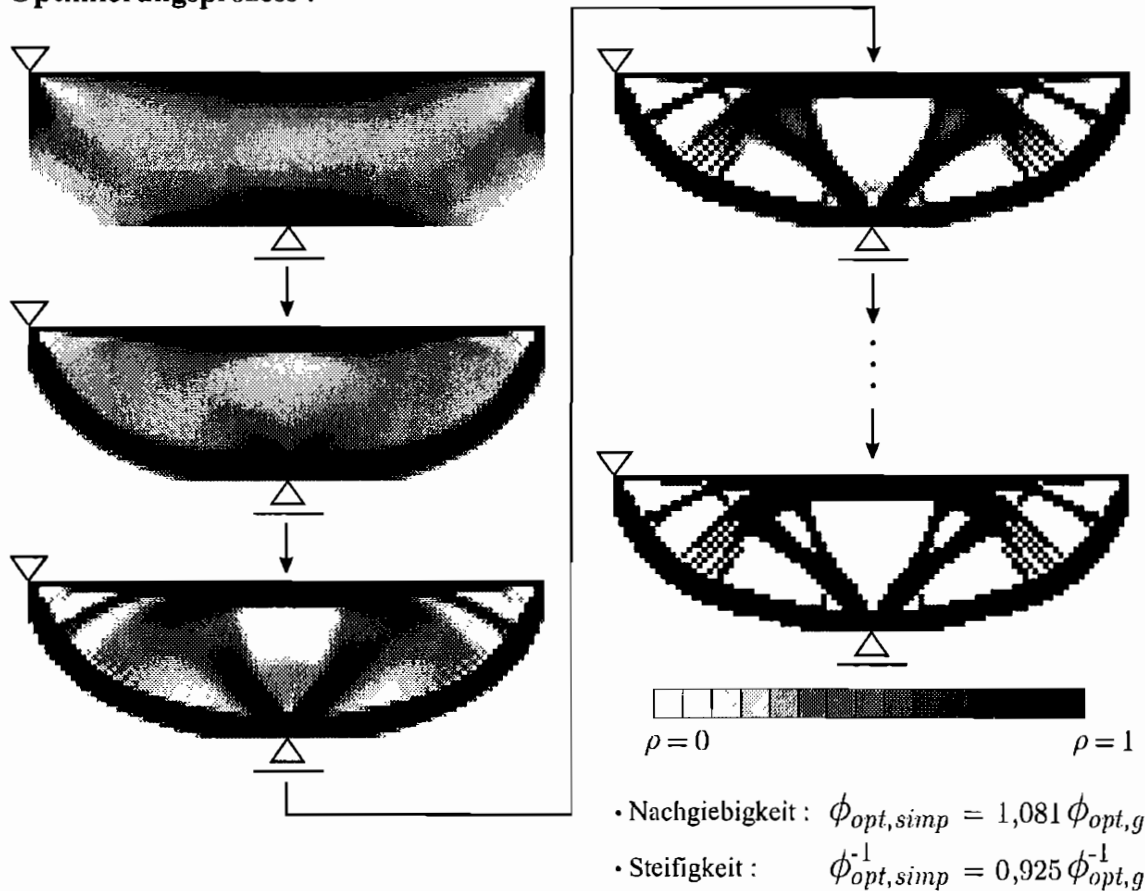 ρ = 0
ρ = 1
• Nachgiebigkeit : ϕ_{opt,simp} = 1,081 ϕ_{opt,g}
• Steifigkeit : ϕ^{-1}_{opt,simp} = 0,925 ϕ^{-1}_{opt,g}